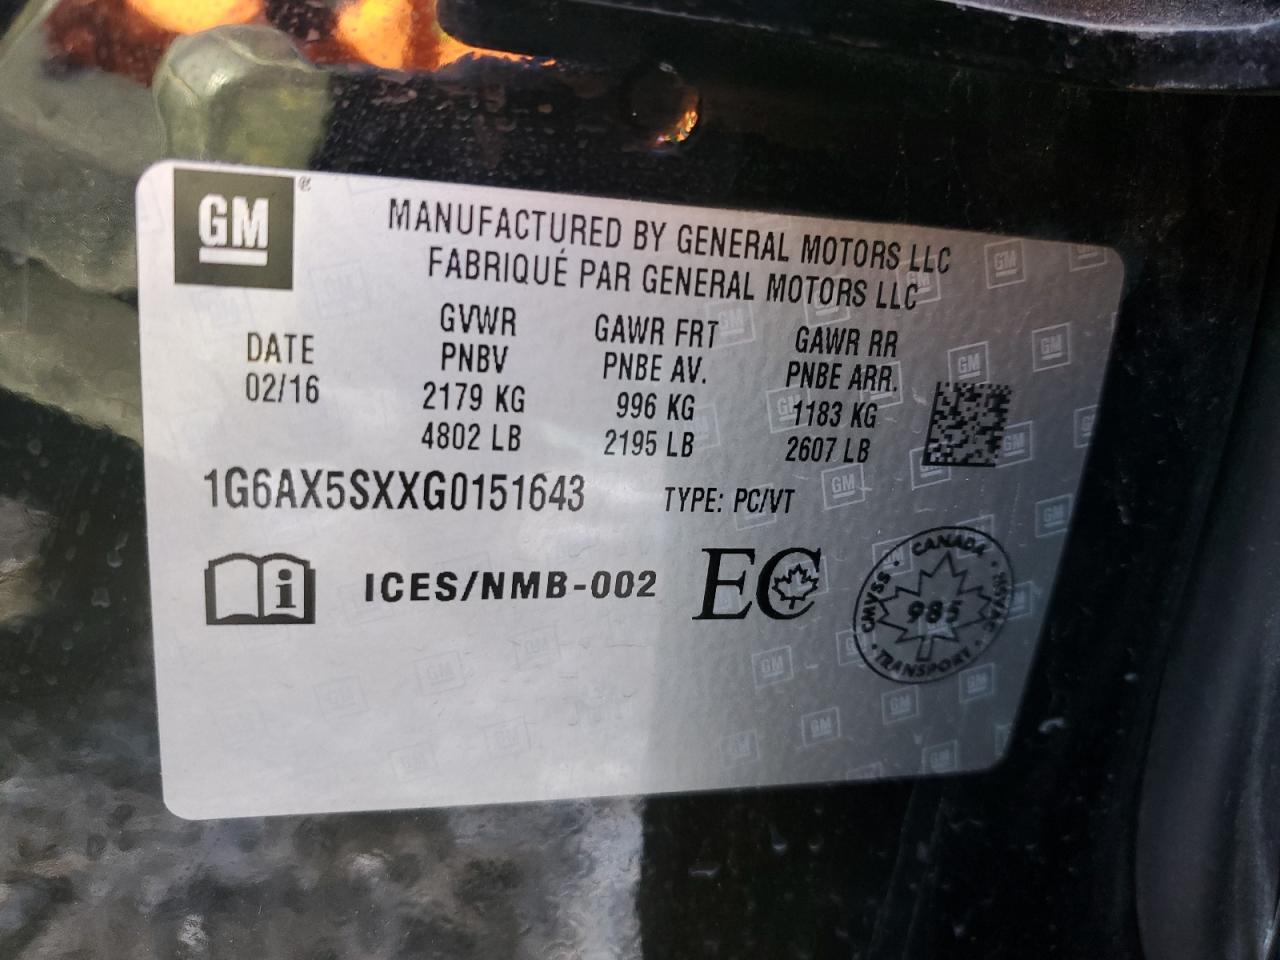 GM
MANUFACTURED BY GENERAL MOTORS LLC
FABRIQUÉ PAR GENERAL MOTORS LLC
DATE
02/16
GVWR
PNBV
2179 KG
4802 LB
GAWR FRT
PNBE AV.
996 KG
2195 LB
GAWR RR
PNBE ARR.
1183 KG
2607 LB
1G6AX5SXXG0151643
TYPE: PC/VT
i
ICES/NMB-002
EC
CANADA
CMVSS
NSVAC
985
TRANSPORT